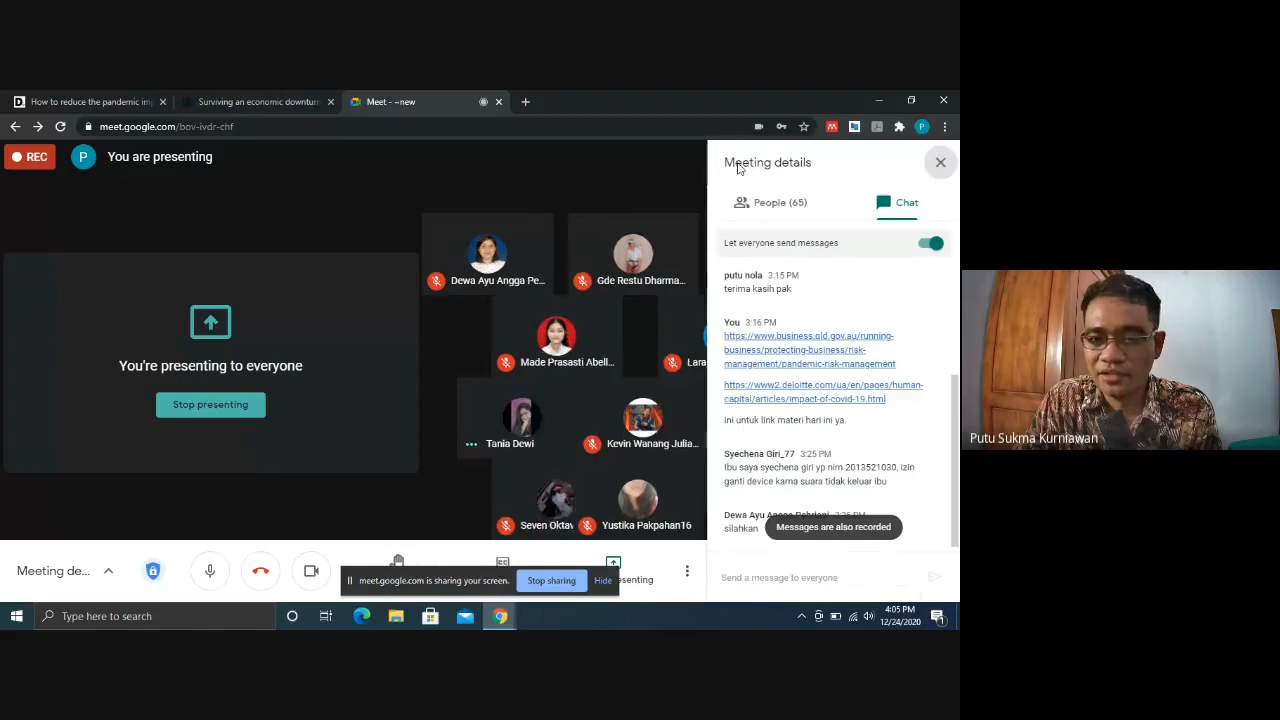 How to reduce the pandemic im
Surviving an economic downturn
Meet - ~new
meet.google.com/bov-ivdr-chf
REC
P
You are presenting
Meeting details
People (65)
Chat
Let everyone send messages
putu nola 3:15 PM
terima kasih pak
You 3:16 PM
https://www.business.qld.gov.au/running-
business/protecting-business/risk-
management/pandemic-risk-management
https://www2.deloitte.com/ua/en/pages/human-
capital/articles/impact-of-covid-19.html
ini untuk link materi hari ini ya.
Syechena Giri_77 3:25 PM
Ibu saya syechena giri yp nim 2013521030, izin
ganti device karna suara tidak keluar ibu
Dewa Ayu Angga
silahkan
Messages are also recorded
Send a message to everyone
Dewa Ayu Angga Pe...
Gde Restu Dharma...
Made Prasasti Abell...
Lara
Tania Dewi
Kevin Wanang Julia...
Seven Oktav
Yustika Pakpahan16
You're presenting to everyone
Stop presenting
Meeting de...
meet.google.com is sharing your screen.
Stop sharing
Hide
Type here to search
4:05 PM
12/24/2020
Putu Sukma Kurniawan